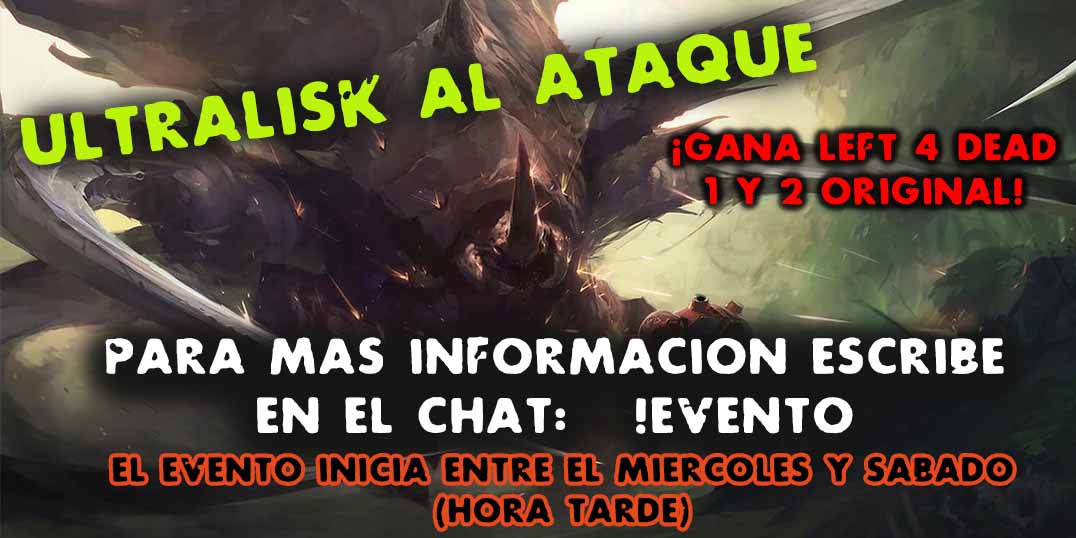 ULTRALISK AL ATAQUE
¡GANA LEFT 4 DEAD
1 Y 2 ORIGINAL!
PARA MAS INFORMACION ESCRIBE
EN EL CHAT: !EVENTO
EL EVENTO INICIA ENTRE EL MIERCOLES Y SABADO
(HORA TARDE)